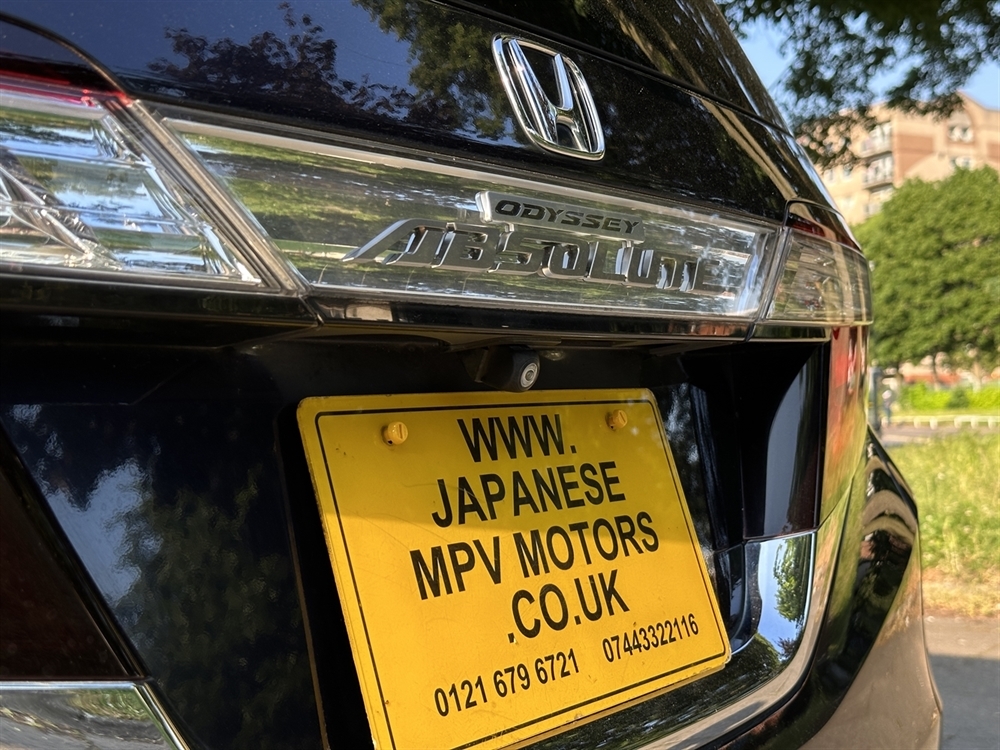 ODYSSEY
ABSOLUTE
WWW.
JAPANESE
MPV MOTORS
.CO.UK
0121 679 6721 07443322116